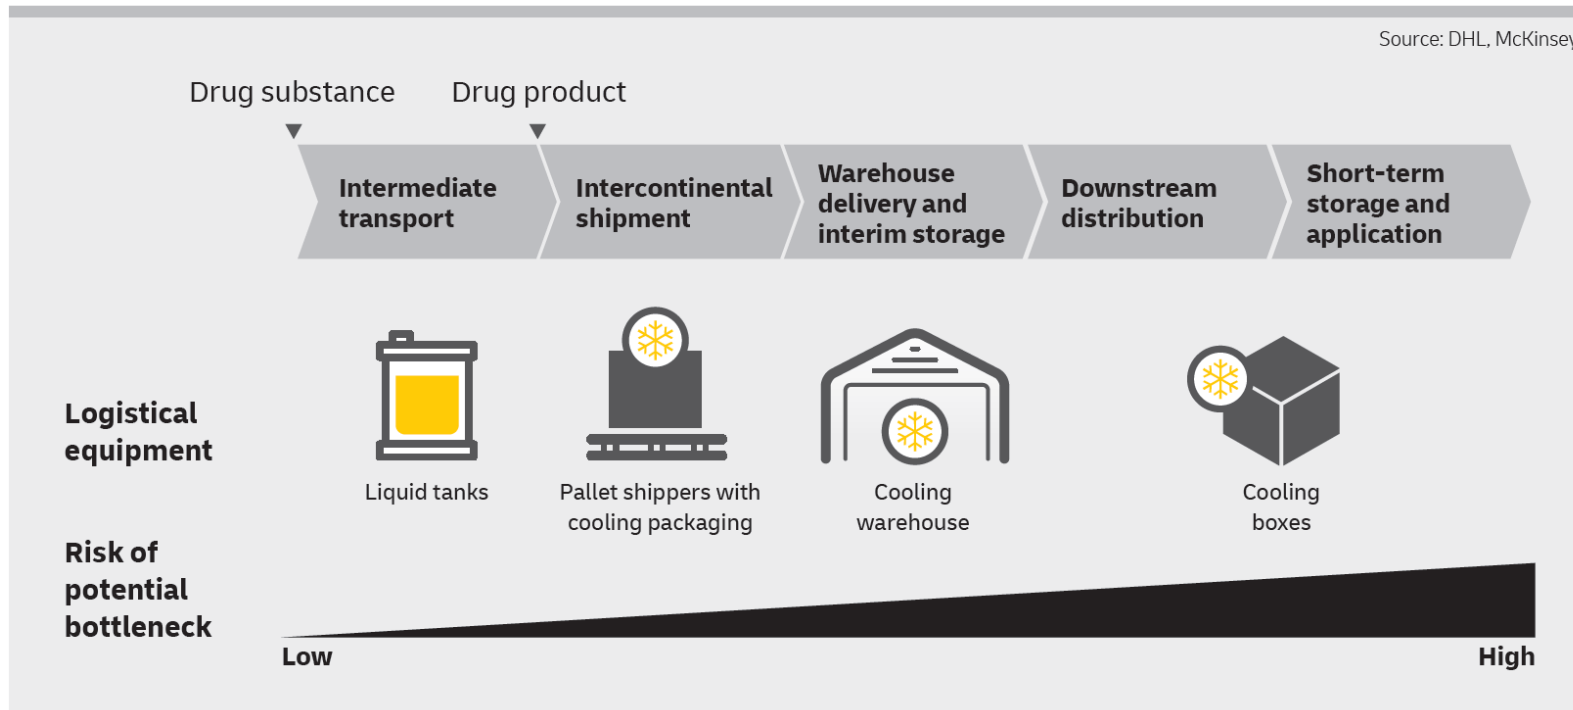 Source: DHL, McKinsey
Drug substance
Drug product
Intermediate
transport
Intercontinental
shipment
Warehouse
delivery and
interim storage
Downstream
distribution
Short-term
storage and
application
Logistical
equipment
Liquid tanks
Pallet shippers with
cooling packaging
Cooling
warehouse
Cooling
boxes
Risk of
potential
bottleneck
Low
High